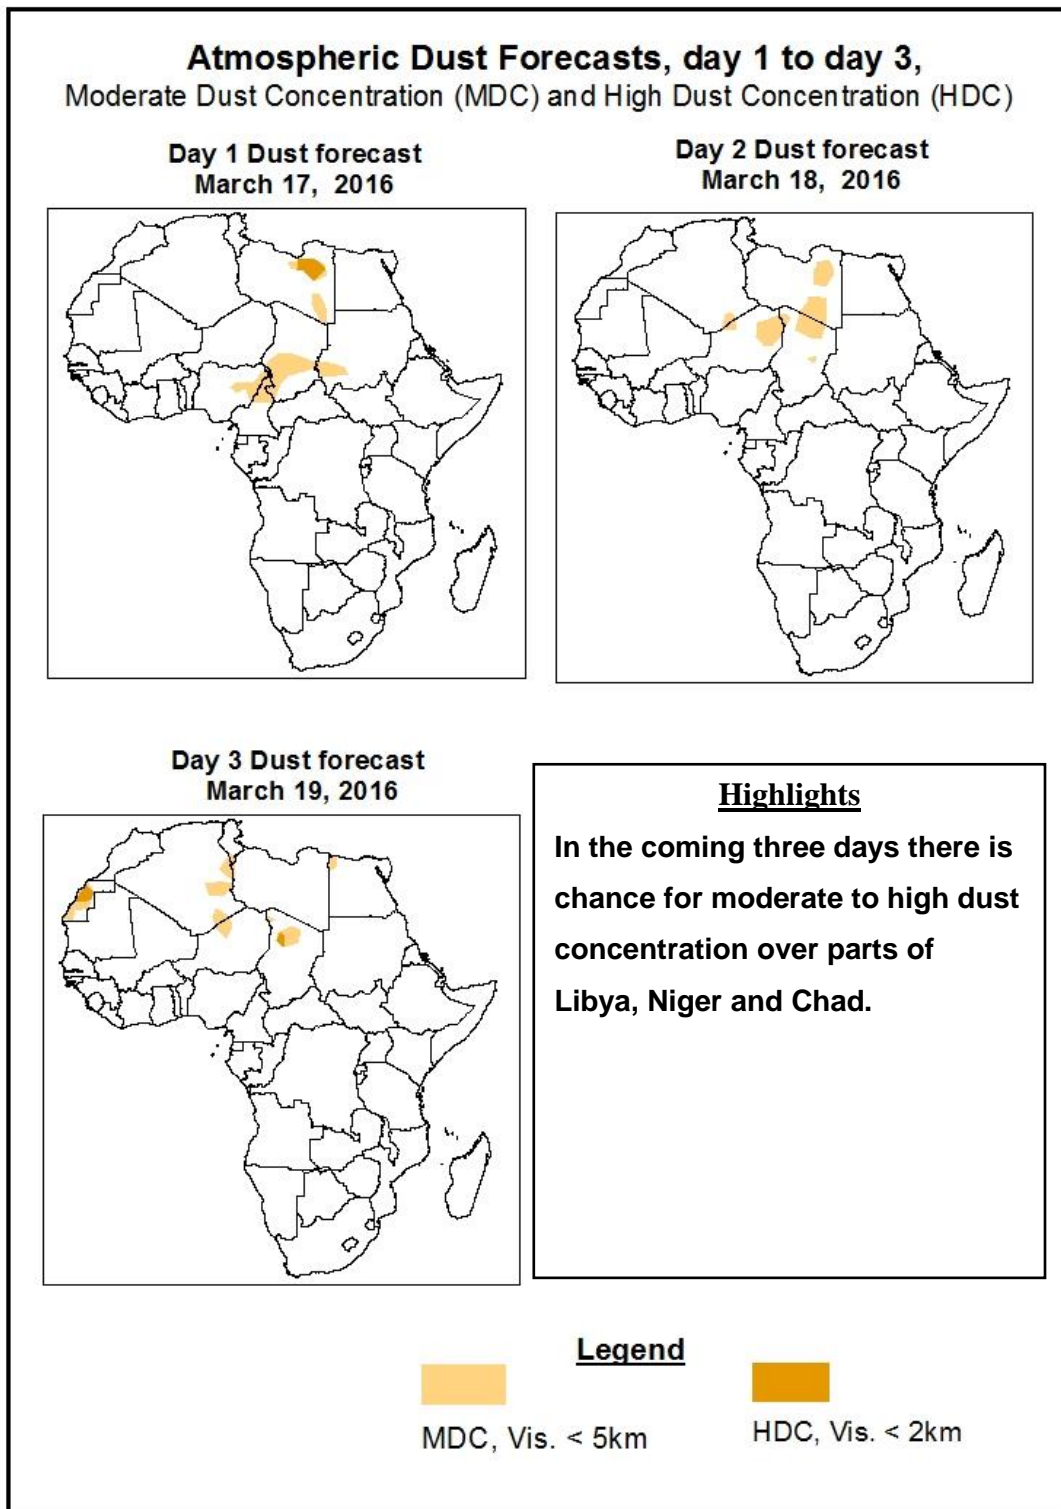 Atmospheric Dust Forecasts, day 1 to day 3,
Moderate Dust Concentration (MDC) and High Dust Concentration (HDC)
Day 1 Dust forecast
March 17, 2016
Day 2 Dust forecast
March 18, 2016
Day 3 Dust forecast
March 19, 2016
Highlights
In the coming three days there is
chance for moderate to high dust
concentration over parts of
Libya, Niger and Chad.
Legend
MDC, Vis. < 5km
HDC, Vis. < 2km